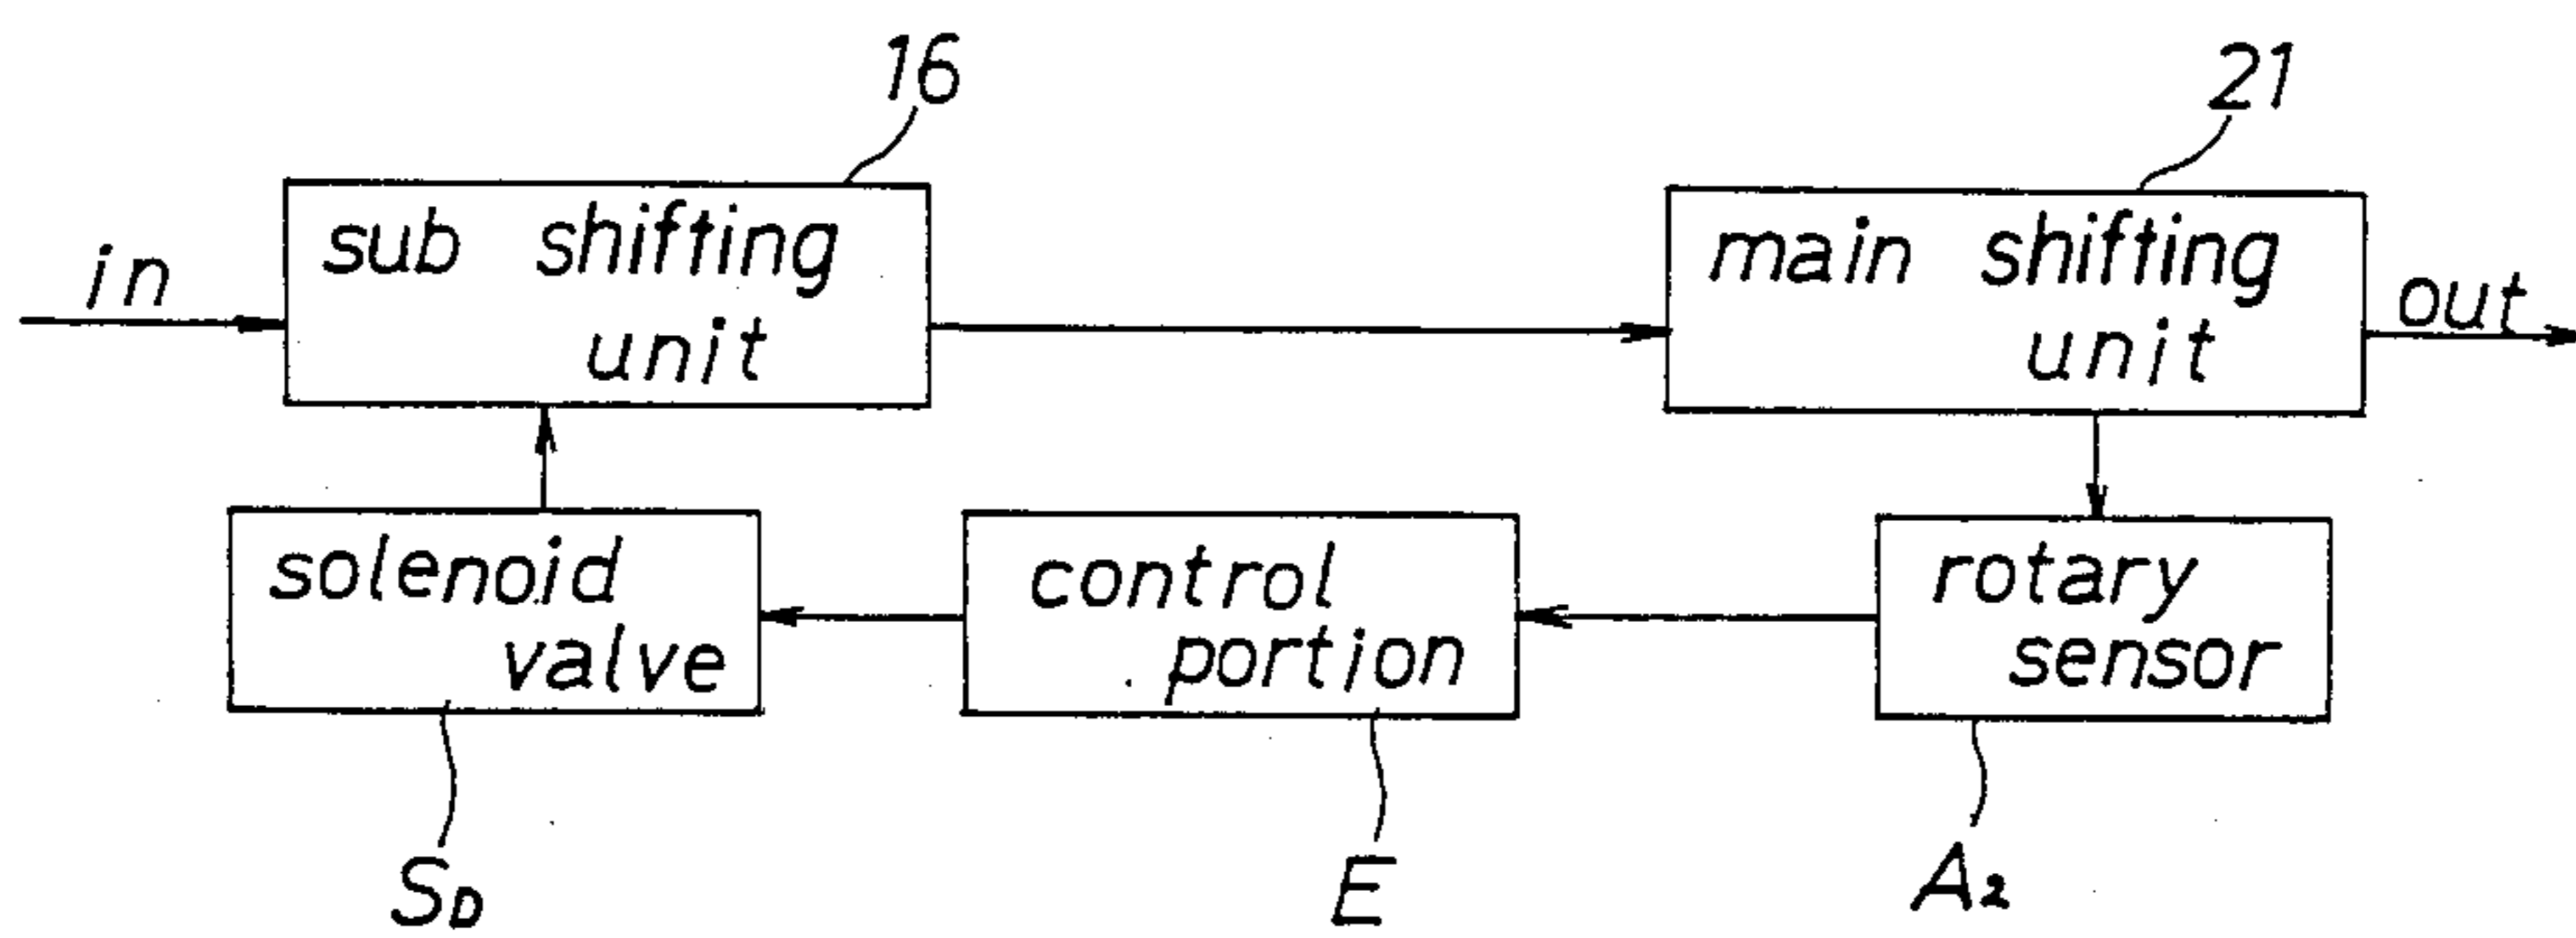 16
21
in
sub shifting
unit
main shifting
unit
out
solenoid
valve
control
portion
rotary
sensor
SD
E
A2